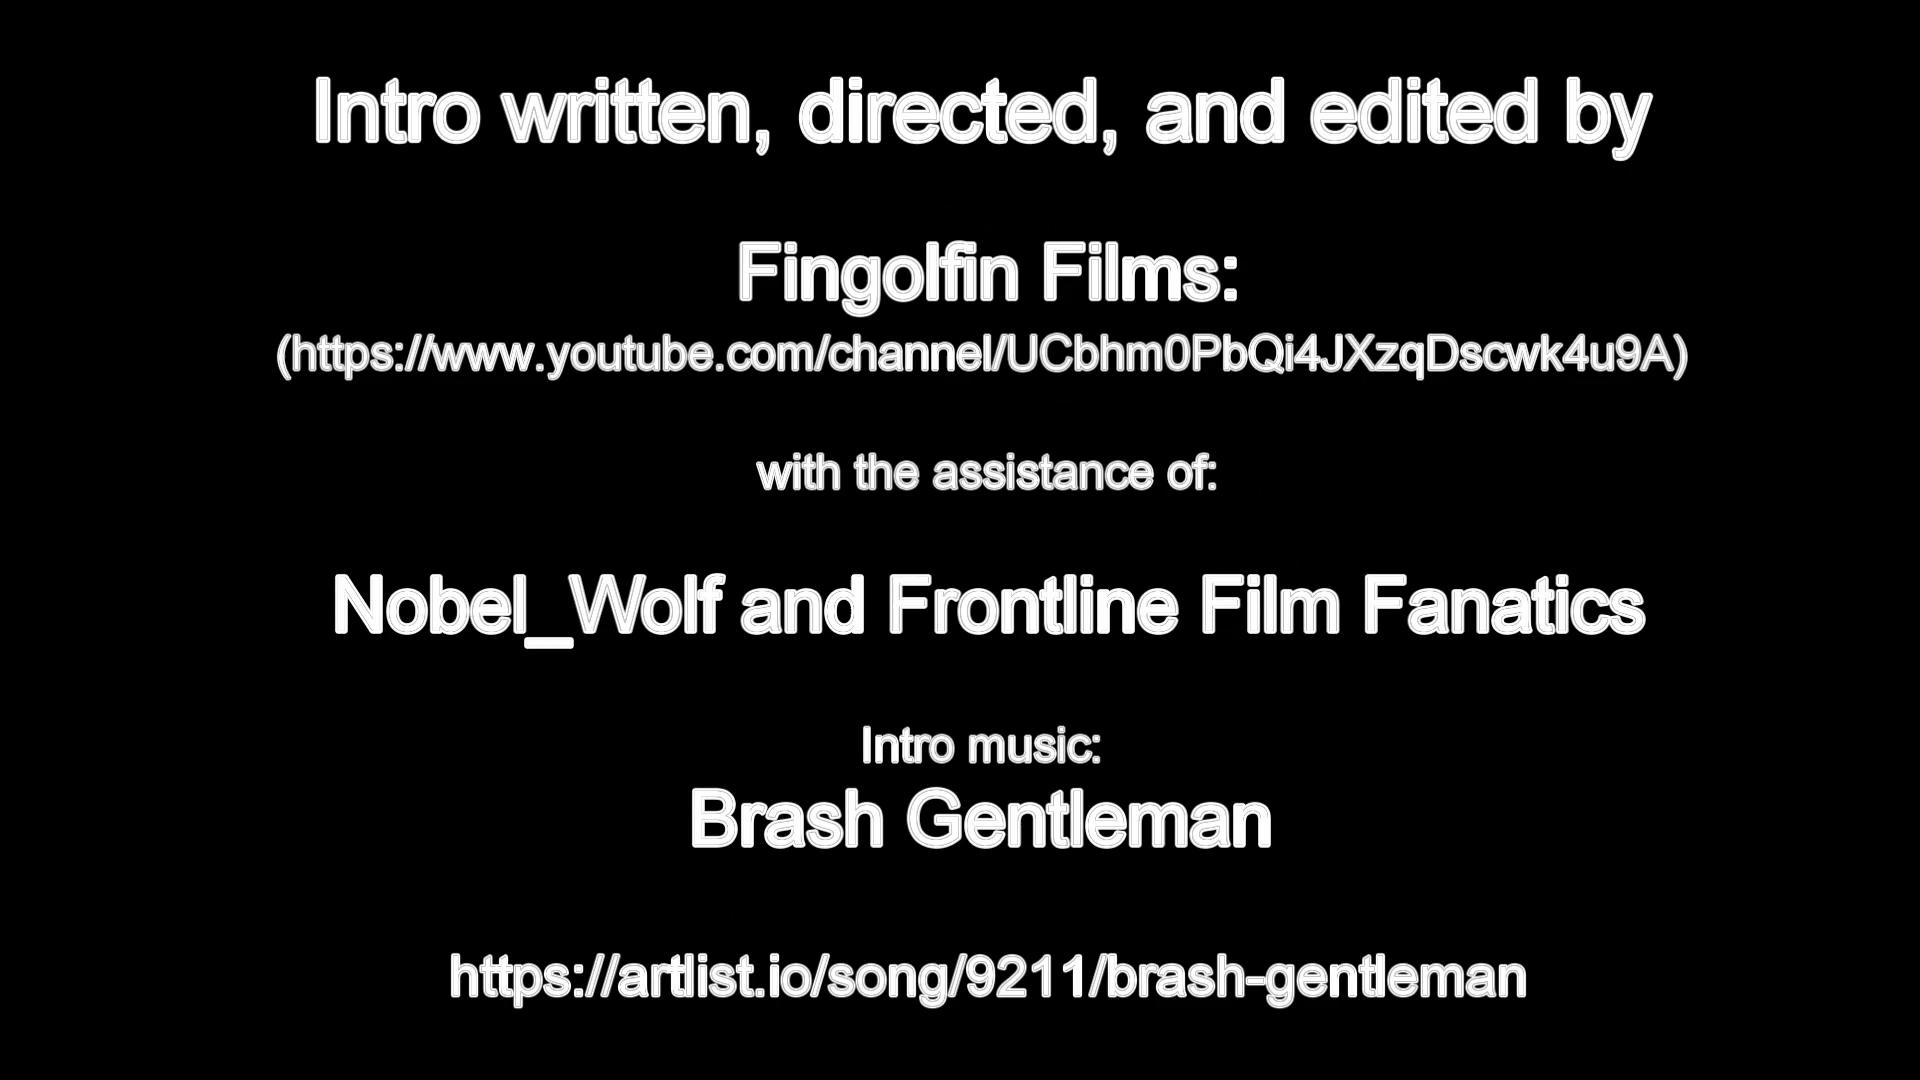 Intro written, directed, and edited by
Fingolfin Films:
(https://www.youtube.com/channel/UCbhm0PbQi4JXzqDscwk4u9A)
with the assistance of:
Nobel_Wolf and Frontline Film Fanatics
Intro music:
Brash Gentleman
https://artlist.io/song/9211/brash-gentleman